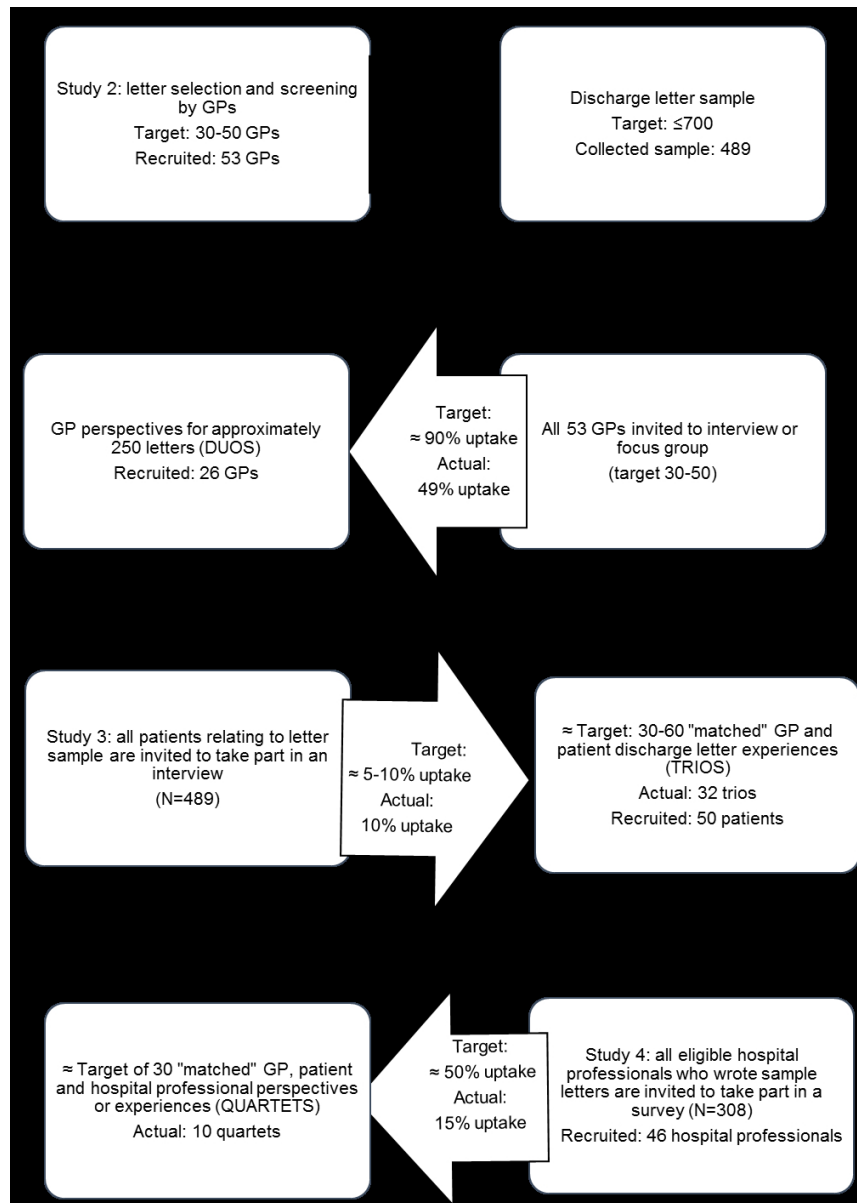 Study 2: letter selection and screening
by GPs
Target: 30-50 GPs
Recruited: 53 GPs
Discharge letter sample
Target: ≤700
Collected sample: 489
GP perspectives for approximately
250 letters (DUOS)
Recruited: 26 GPs
Target:
≈ 90% uptake
Actual:
49% uptake
All 53 GPs invited to interview or
focus group
(target 30-50)
Study 3: all patients relating to letter
sample are invited to take part in an
interview
(N=489)
Target:
≈ 5-10% uptake
Actual:
10% uptake
≈ Target: 30-60 "matched" GP and
patient discharge letter experiences
(TRIOS)
Actual: 32 trios
Recruited: 50 patients
≈ Target of 30 "matched" GP, patient
and hospital professional perspectives
or experiences (QUARTETS)
Actual: 10 quartets
Target:
≈ 50% uptake
Actual:
15% uptake
Study 4: all eligible hospital
professionals who wrote sample
letters are invited to take part in a
survey (N=308)
Recruited: 46 hospital professionals